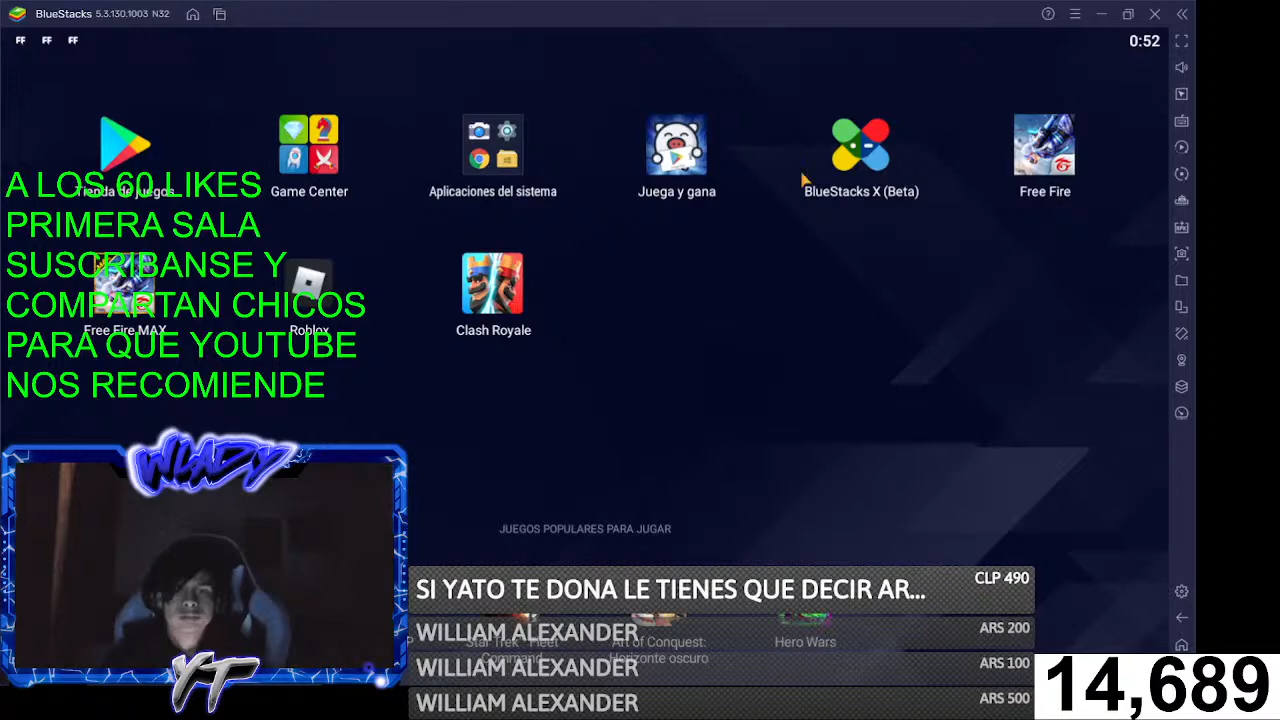 BlueStacks 5.3.130.1003 N32
FF FF FF
0:52
Tienda de juegos
Game Center
Aplicaciones del sistema
Juega y gana
BlueStacks X (Beta)
Free Fire
A LOS 60 LIKES
PRIMERA SALA
SUSCRIBANSE Y
COMPARTAN CHICOS
PARA QUE YOUTUBE
NOS RECOMIENDE
Free Fire MAX
Roblox
Clash Royale
WLADY
YT
JUEGOS POPULARES PARA JUGAR
SI YATO TE DONA LE TIENES QUE DECIR AR... CLP 490
WILLIAM ALEXANDER ARS 200
Star Trek™ Fleet
Command
Art of Conquest:
Horizonte oscuro
Hero Wars
WILLIAM ALEXANDER ARS 100
WILLIAM ALEXANDER ARS 500
14,689